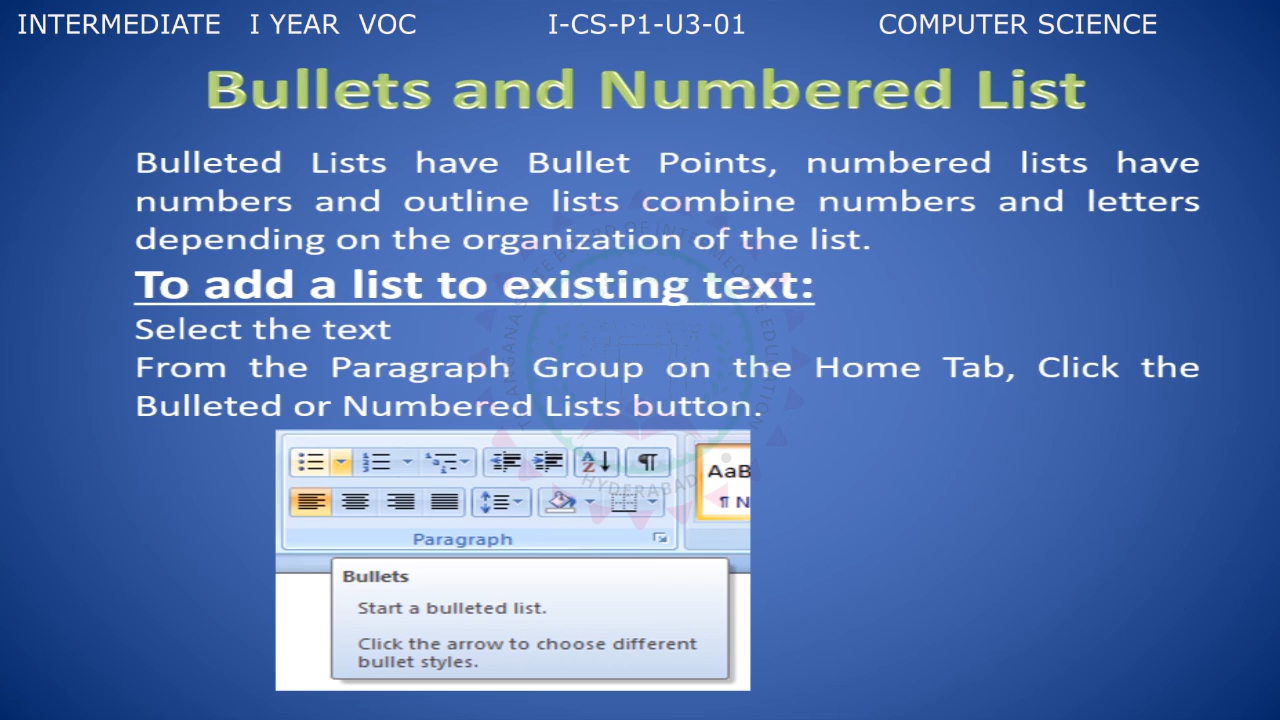 INTERMEDIATE I YEAR VOC I-CS-P1-U3-01 COMPUTER SCIENCE
Bullets and Numbered List
Bulleted Lists have Bullet Points, numbered lists have
numbers and outline lists combine numbers and letters
depending on the organization of the list.
To add a list to existing text:
Select the text
From the Paragraph Group on the Home Tab, Click the
Bulleted or Numbered Lists button.
AaB
¶ N
Paragraph
Bullets
Start a bulleted list.
Click the arrow to choose different
bullet styles.
HYDERABAD